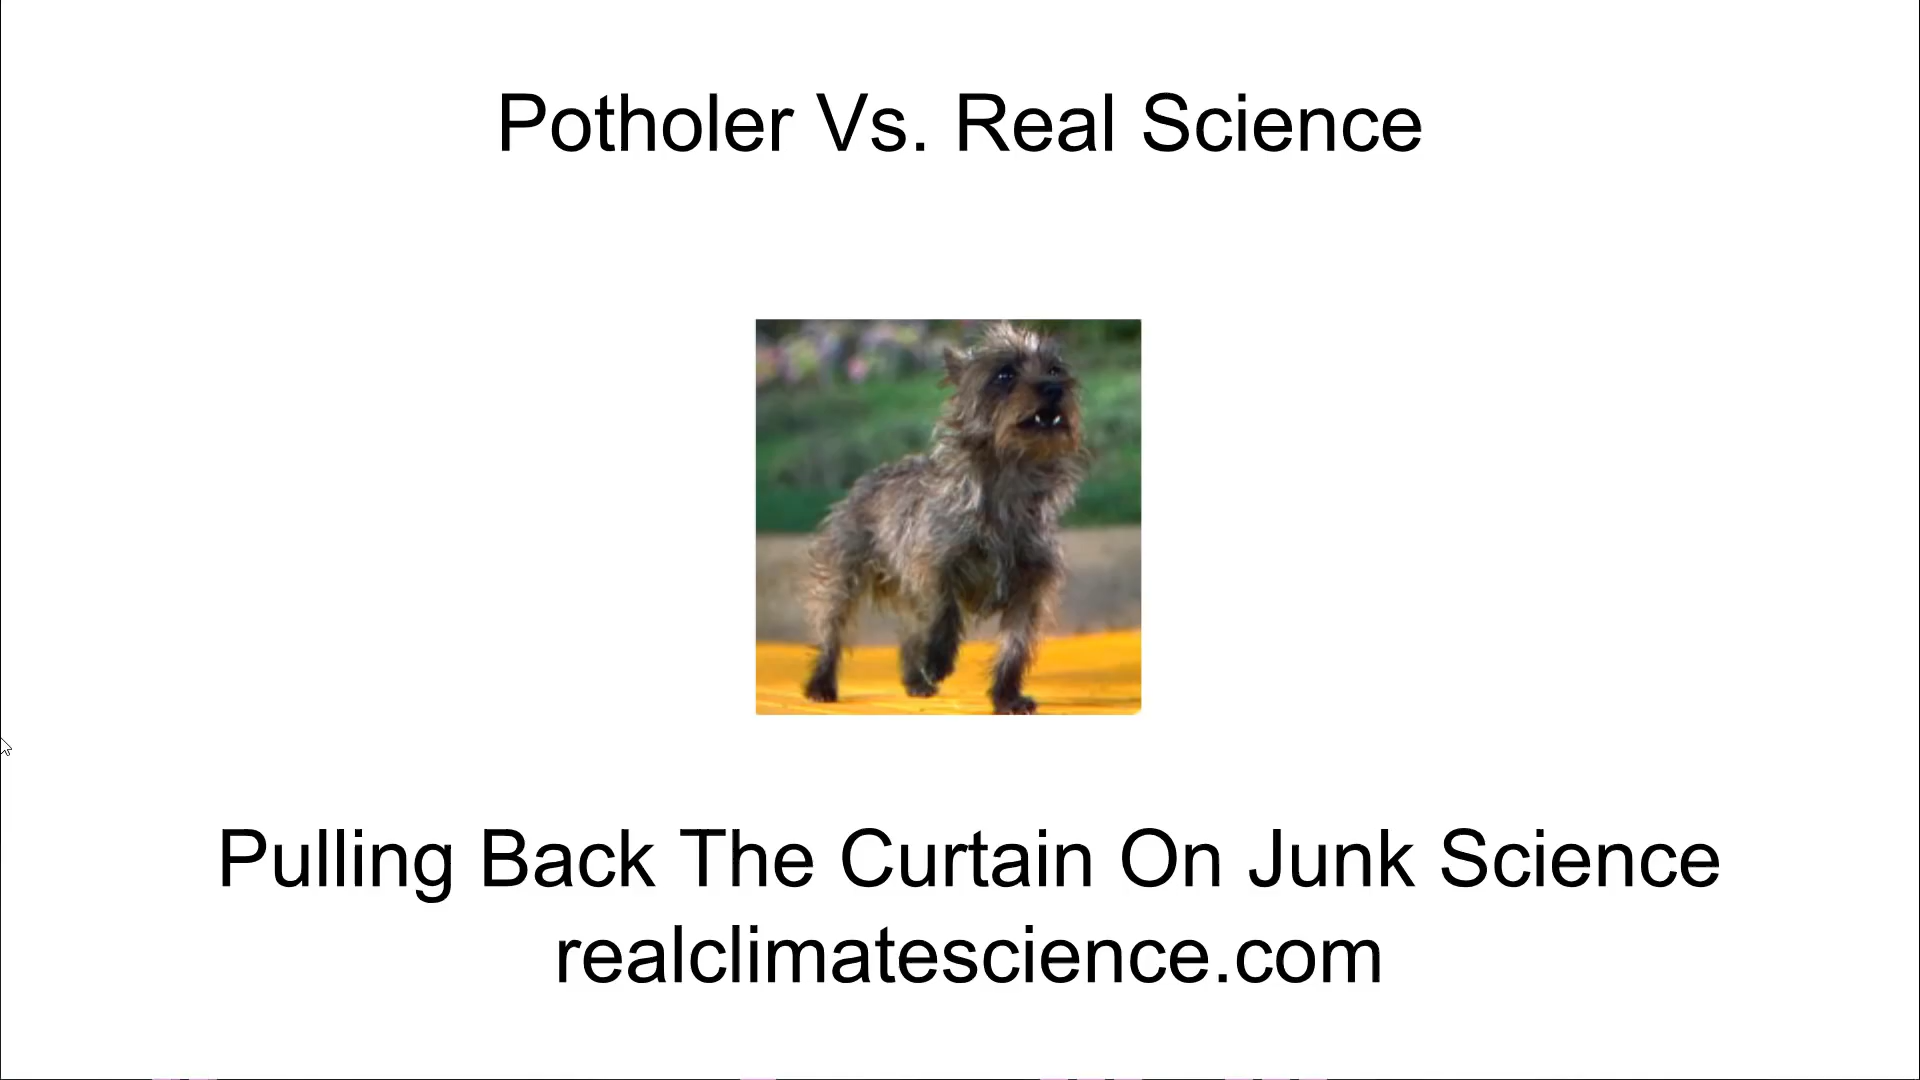 Potholer Vs. Real Science
Pulling Back The Curtain On Junk Science
realclimatescience.com